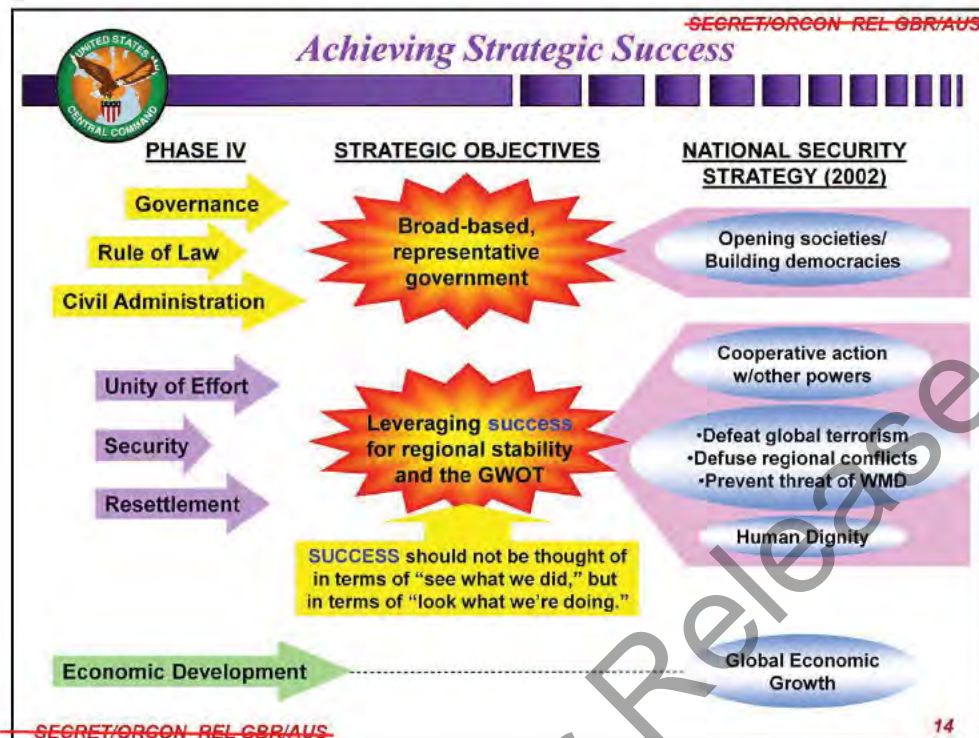 SECRET/ORCON REL GBR/AUS
UNITED STATES
CENTRAL COMMAND
Achieving Strategic Success
PHASE IV
Governance
Rule of Law
Civil Administration
Unity of Effort
Security
Resettlement
STRATEGIC OBJECTIVES
Broad-based,
representative
government
Leveraging success
for regional stability
and the GWOT
SUCCESS should not be thought of
in terms of “see what we did,” but
in terms of “look what we’re doing.”
NATIONAL SECURITY
STRATEGY (2002)
Opening societies/
Building democracies
Cooperative action
w/other powers
•Defeat global terrorism
•Defuse regional conflicts
•Prevent threat of WMD
Human Dignity
Economic Development
Global Economic
Growth
SECRET/ORCON REL GBR/AUS
14
Release